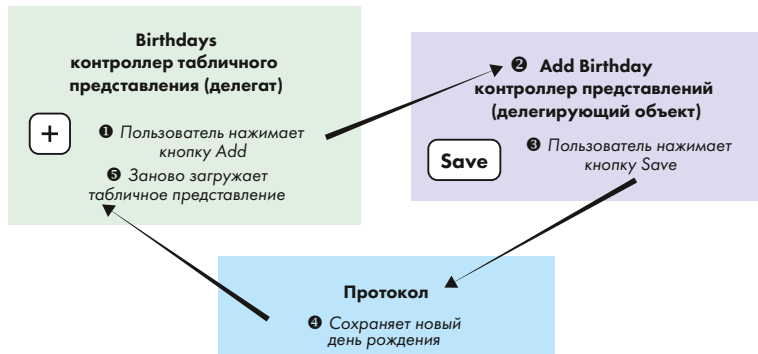 Birthdays
контроллер табличного
представления (делегат)
+
❶ Пользователь нажимает
кнопку Add
❺ Заново загружает
табличное представление
❷ Add Birthday
контроллер представлений
(делегирующий объект)
Save
❸ Пользователь нажимает
кнопку Save
Протокол
❹ Сохраняет новый
день рождения